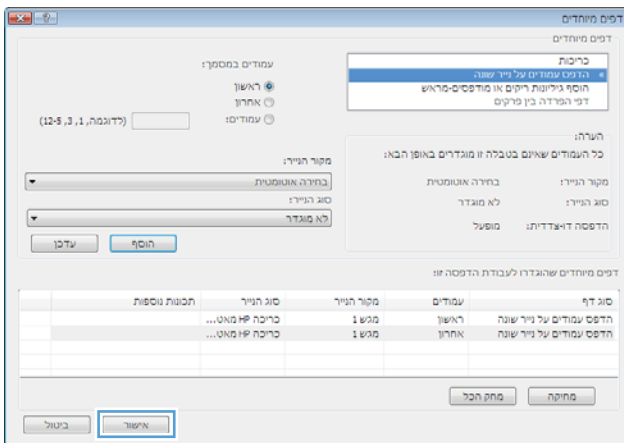 דפים מיוחדים
דפים מיוחדים
כריכות
הדפס עמודים על נייר שונה
הוסף גיליונות ריקים או מודפסים-מראש
דפי הפרדה בין פרקים
עמודים במסמך:
ראשון
אחרון
עמודים: (לדוגמה, 1, 3, 12-5)
הערה:
כל העמודים שאינם בטבלה זו מוגדרים באופן הבא:
מקור הנייר: בחירה אוטומטית
סוג הנייר: לא מוגדר
הדפסה דו-צדדית: מופעל
מקור הנייר:
בחירה אוטומטית
סוג הנייר:
לא מוגדר
הוסף עדכן
דפים מיוחדים שהוגדרו לעבודת הדפסה זו:
סוג דף עמודים מקור הנייר סוג הנייר תכונות נוספות
הדפס עמודים על נייר שונה ראשון מגש 1 כריכה HP מאט...
הדפס עמודים על נייר שונה אחרון מגש 1 כריכה HP מאט...
מחיקה מחק הכל
אישור ביטול